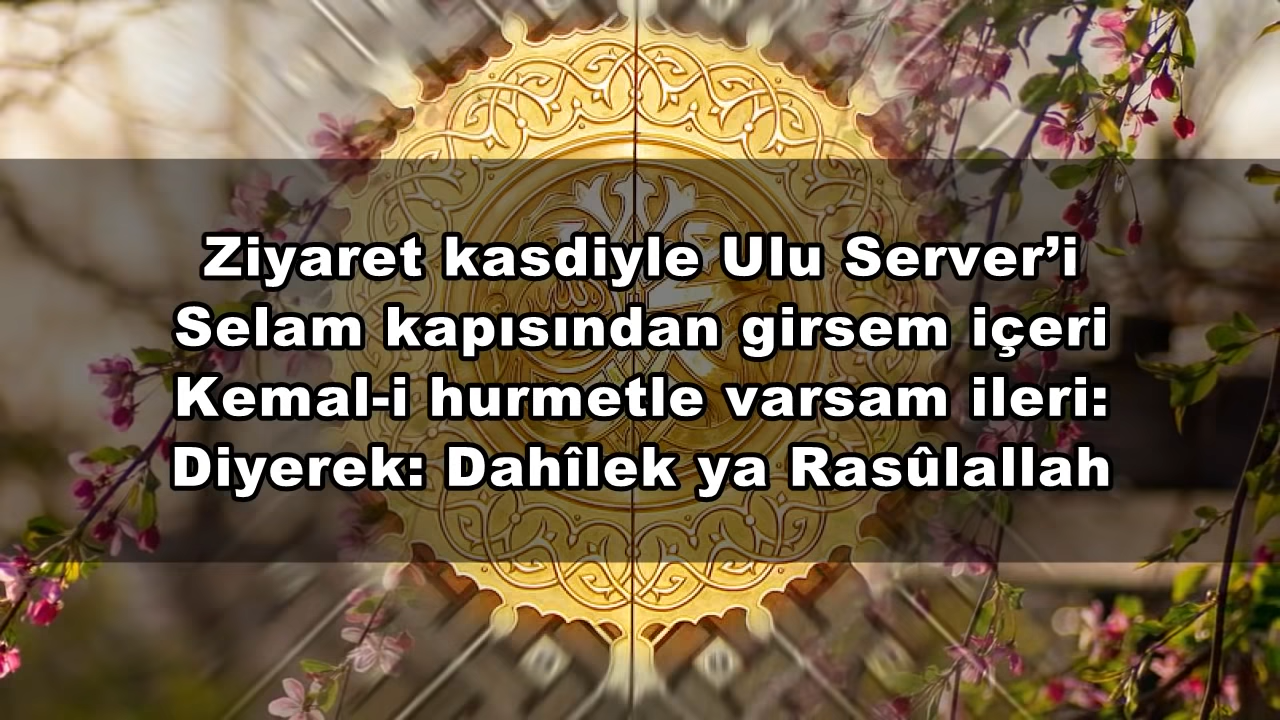 Ziyaret kasdiyle Ulu Server’i
Selam kapısından girsem içeri
Kemal-i hurmetle varsam ileri:
Diyerek: Dahîlek ya Rasûlallah